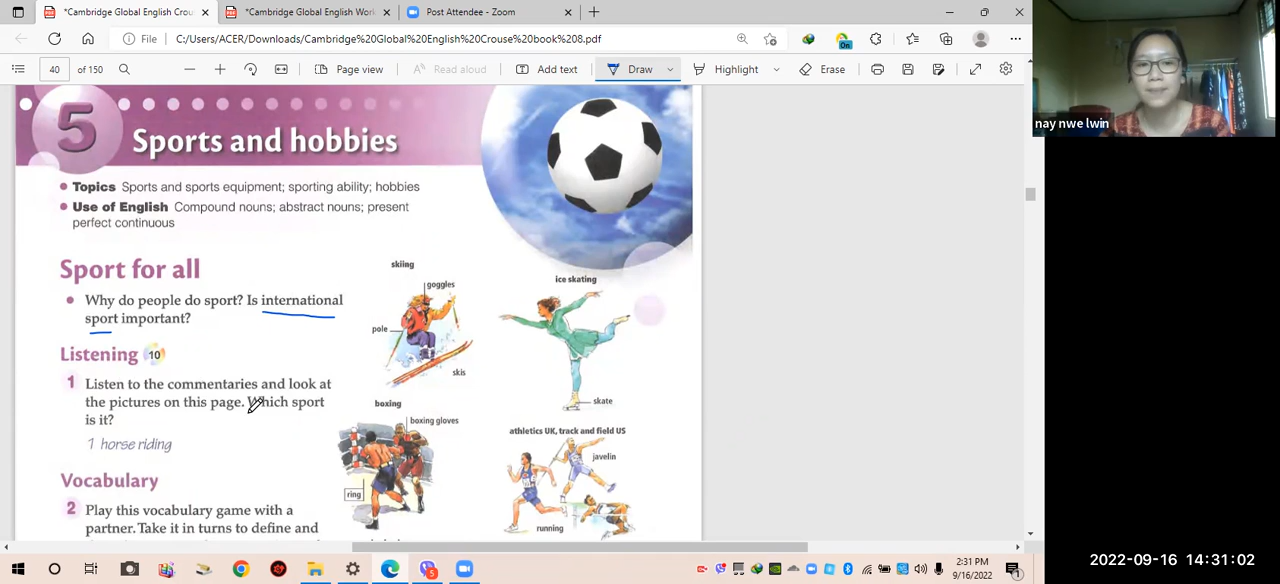 *Cambridge Global English Crou
*Cambridge Global English Work
Post Attendee - Zoom
File
C:/Users/ACER/Downloads/Cambridge%20Global%20English%20Crouse%20book%208.pdf
40
of 150
Page view
Read aloud
Add text
Draw
Highlight
Erase
On
nay nwe lwin
5
Sports and hobbies
Topics Sports and sports equipment; sporting ability; hobbies
Use of English Compound nouns; abstract nouns; present
perfect continuous
Sport for all
Why do people do sport? Is international
sport important?
Listening 10
1 Listen to the commentaries and look at
the pictures on this page. Which sport
is it?
1 horse riding
Vocabulary
2 Play this vocabulary game with a
partner. Take it in turns to define and
skiing
goggles
pole
skis
ice skating
skate
boxing
boxing gloves
ring
athletics UK, track and field US
javelin
running
5
2:31 PM
9/16/2022
1
2022-09-16 14:31:02